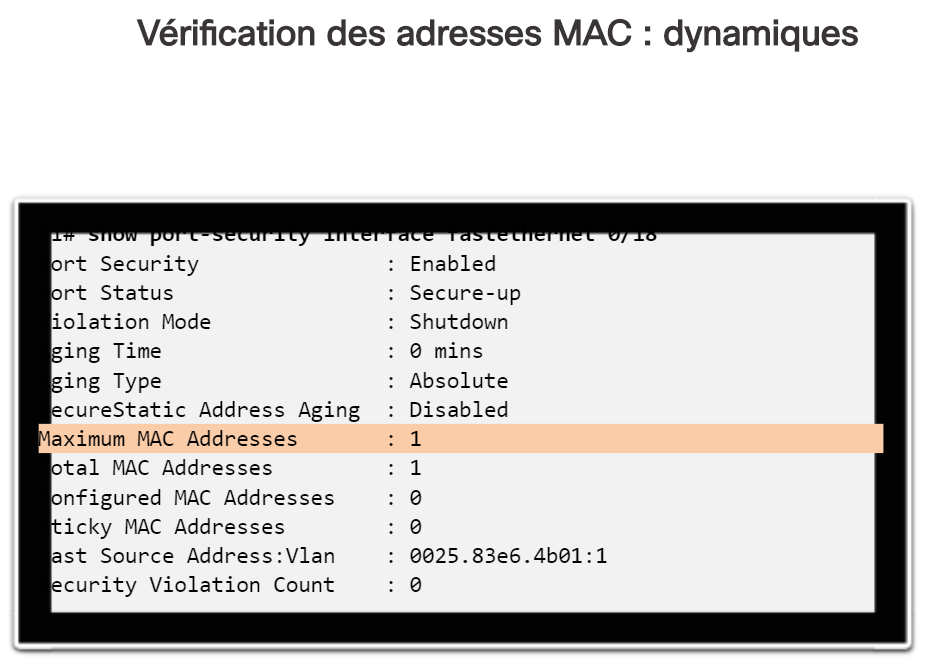 Vérification des adresses MAC : dynamiques
1# show port-security interface fastethernet 0/18
ort Security : Enabled
ort Status : Secure-up
iolation Mode : Shutdown
ging Time : 0 mins
ging Type : Absolute
ecureStatic Address Aging : Disabled
Maximum MAC Addresses : 1
otal MAC Addresses : 1
onfigured MAC Addresses : 0
ticky MAC Addresses : 0
ast Source Address:Vlan : 0025.83e6.4b01:1
ecurity Violation Count : 0